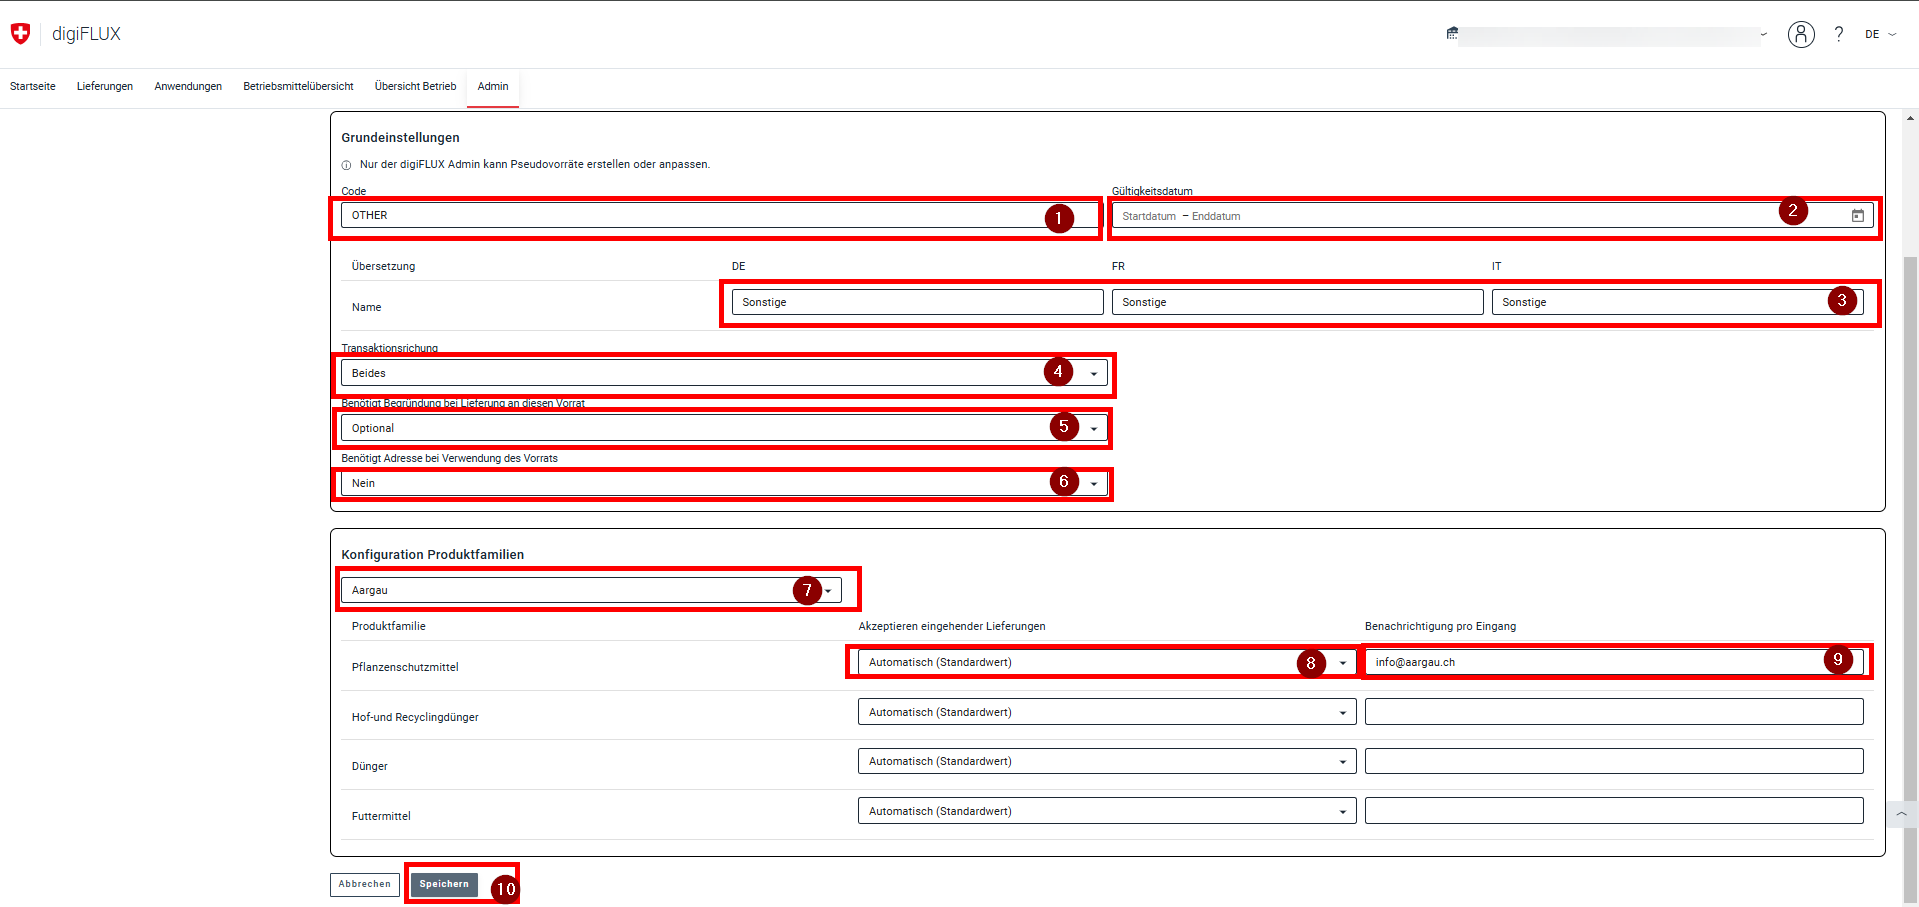 digiFLUX
? DE
Startseite Lieferungen Anwendungen Betriebsmittelübersicht Übersicht Betrieb Admin
Grundeinstellungen
Nur der digiFLUX Admin kann Pseudovorräte erstellen oder anpassen.
Code Gültigkeitsdatum
OTHER 1 Startdatum – Enddatum 2
Übersetzung DE FR IT
Name Sonstige Sonstige Sonstige 3
Transaktionsrichung
Beides 4
Benötigt Begründung bei Lieferung an diesen Vorrat
Optional 5
Benötigt Adresse bei Verwendung des Vorrats
Nein 6
Konfiguration Produktfamilien
Aargau 7
Produktfamilie Akzeptieren eingehender Lieferungen Benachrichtigung pro Eingang
Pflanzenschutzmittel Automatisch (Standardwert) 8 info@aargau.ch 9
Hof-und Recyclingdünger Automatisch (Standardwert)
Dünger Automatisch (Standardwert)
Futtermittel Automatisch (Standardwert)
Abbrechen Speichern 10